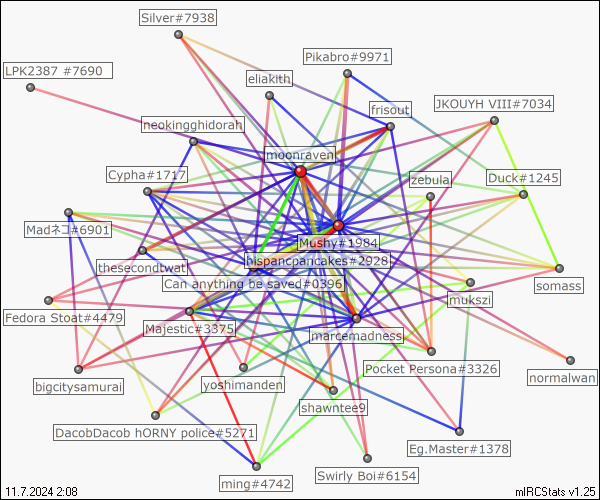 Silver#7938
Pikabro#9971
LPK2387 #7690
eliakith
JKOUYH VIII#7034
frisout
neokingghidorah
moonraven
Cypha#1717
zebula
Duck#1245
Madネコ#6901
Mushy#1984
hispancpancakes#2928
thesecondtwat
Can anything be saved#0396
somass
mukszi
Fedora Stoat#4479
Majestic#3375
marcemadness
Pocket Persona#3326
normalwan
bigcitysamurai
yoshimanden
shawntee9
DacobDacob hORNY police#5271
Eg.Master#1378
Swirly Boi#6154
ming#4742
11.7.2024 2:08
mIRCStats v1.25